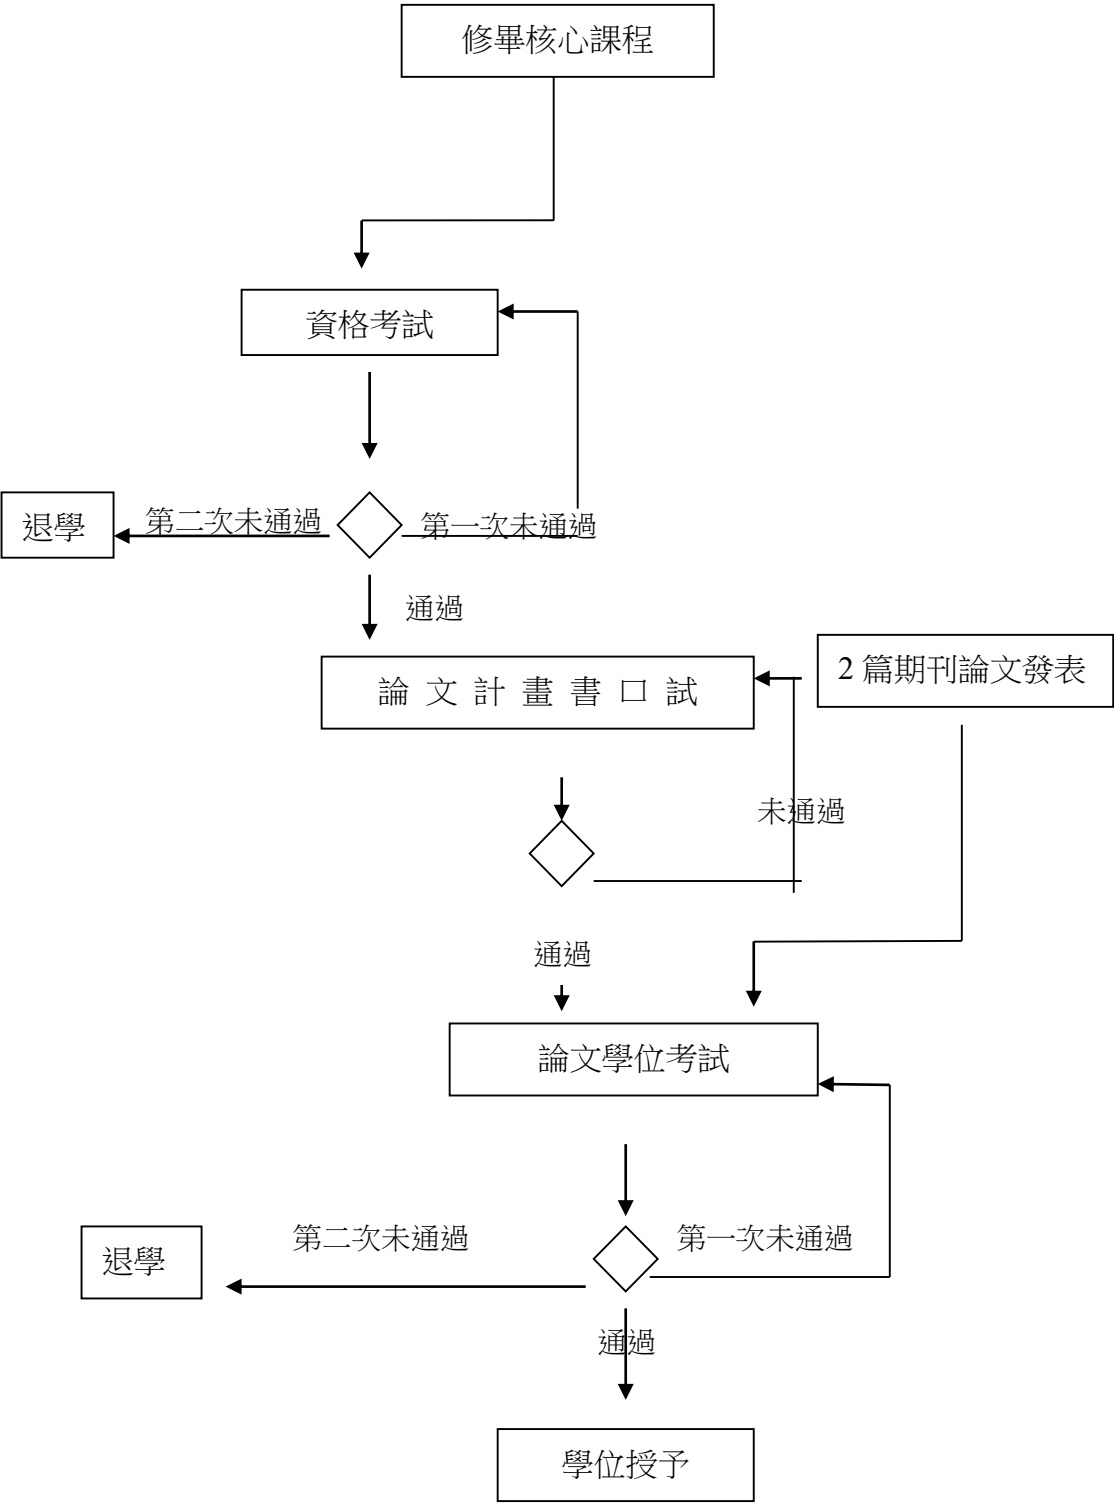 修畢核心課程
資格考試
退學
第二次未通過
第一次未通過
通過
2 篇期刊論文發表
論文計畫書口試
未通過
通過
論文學位考試
第二次未通過
第一次未通過
退學
通過
學位授予